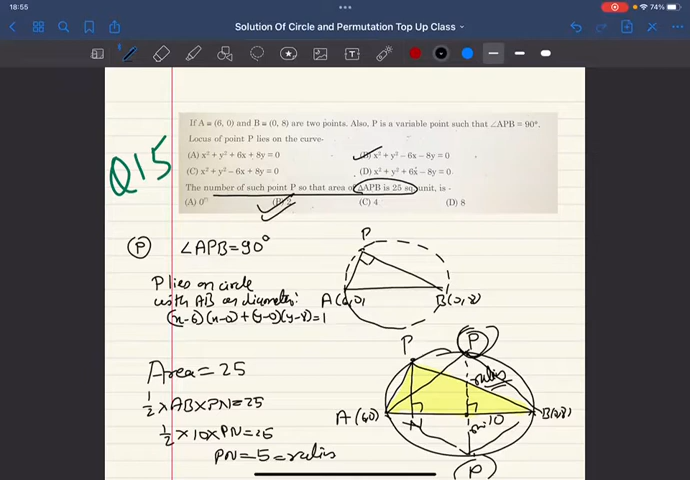 18:55
74%
Solution Of Circle and Permutation Top Up Class
Q15
If A ≡ (6, 0) and B ≡ (0, 8) are two points. Also, P is a variable point such that ∠APB = 90°.
Locus of point P lies on the curve-
(A) x² + y² + 6x + 8y = 0
(B) x² + y² – 6x – 8y = 0
(C) x² + y² – 6x + 8y = 0
(D) x² + y² + 6x – 8y = 0
The number of such point P so that area of ΔAPB is 25 sq. unit, is -
(A) 0
(B) 2
(C) 4
(D) 8
P
∠APB=90°
P lies on circle
with AB as diameter:
(x-6)(x-0)+(y-0)(y-8)=1
P
A(6,0)
B(0,8)
Area=25
½×AB×PN=25
½×10×PN=25
PN=5=radius
P
P
radius
A(6,0)
N
10
B(0,8)
P